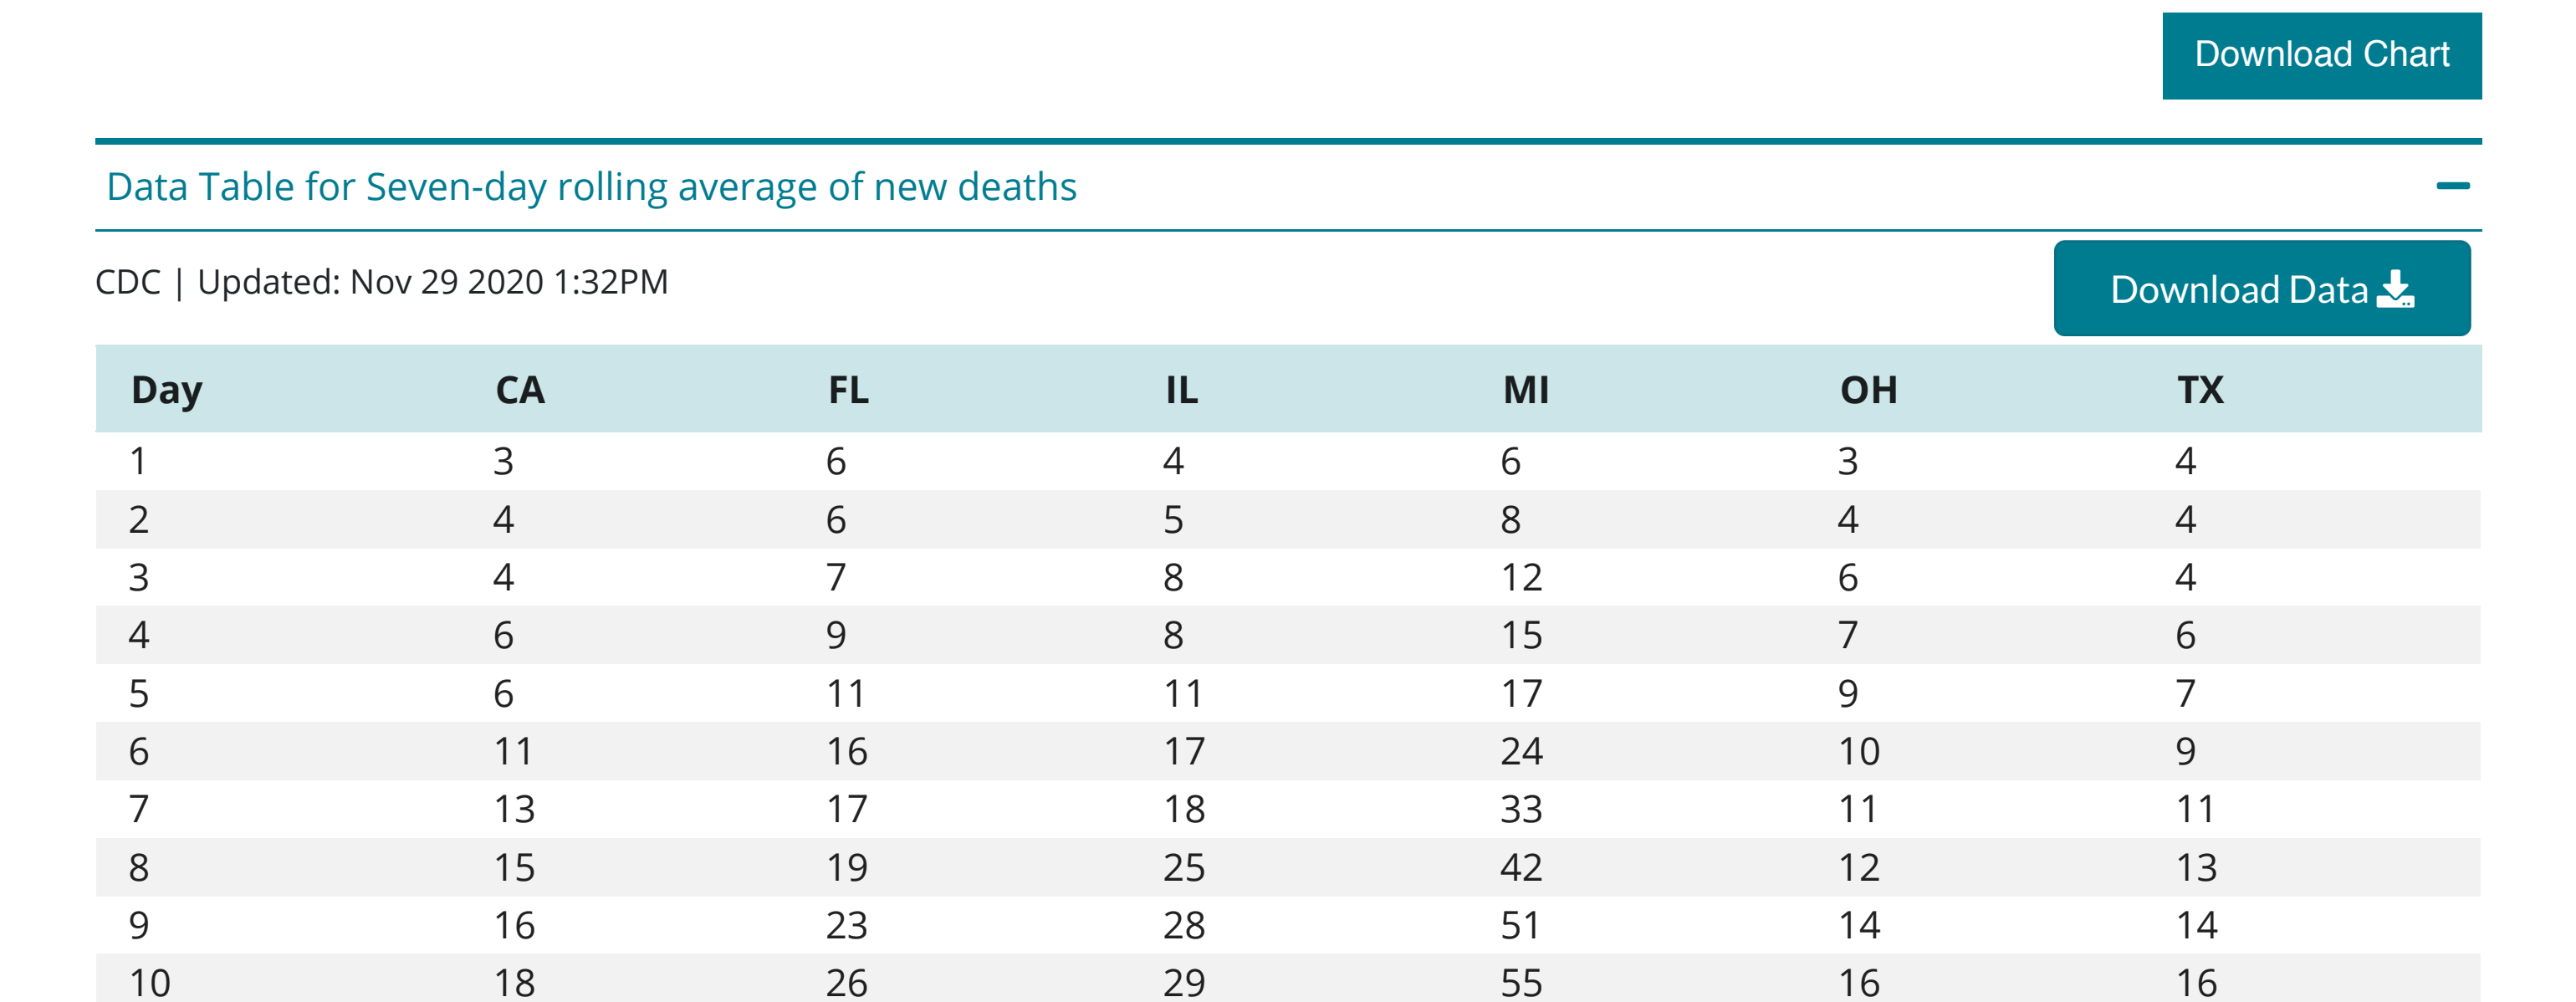 Download Chart
Data Table for Seven-day rolling average of new deaths
CDC | Updated: Nov 29 2020 1:32PM
Download Data
Day CA FL IL MI OH TX
1 3 6 4 6 3 4
2 4 6 5 8 4 4
3 4 7 8 12 6 4
4 6 9 8 15 7 6
5 6 11 11 17 9 7
6 11 16 17 24 10 9
7 13 17 18 33 11 11
8 15 19 25 42 12 13
9 16 23 28 51 14 14
10 18 26 29 55 16 16